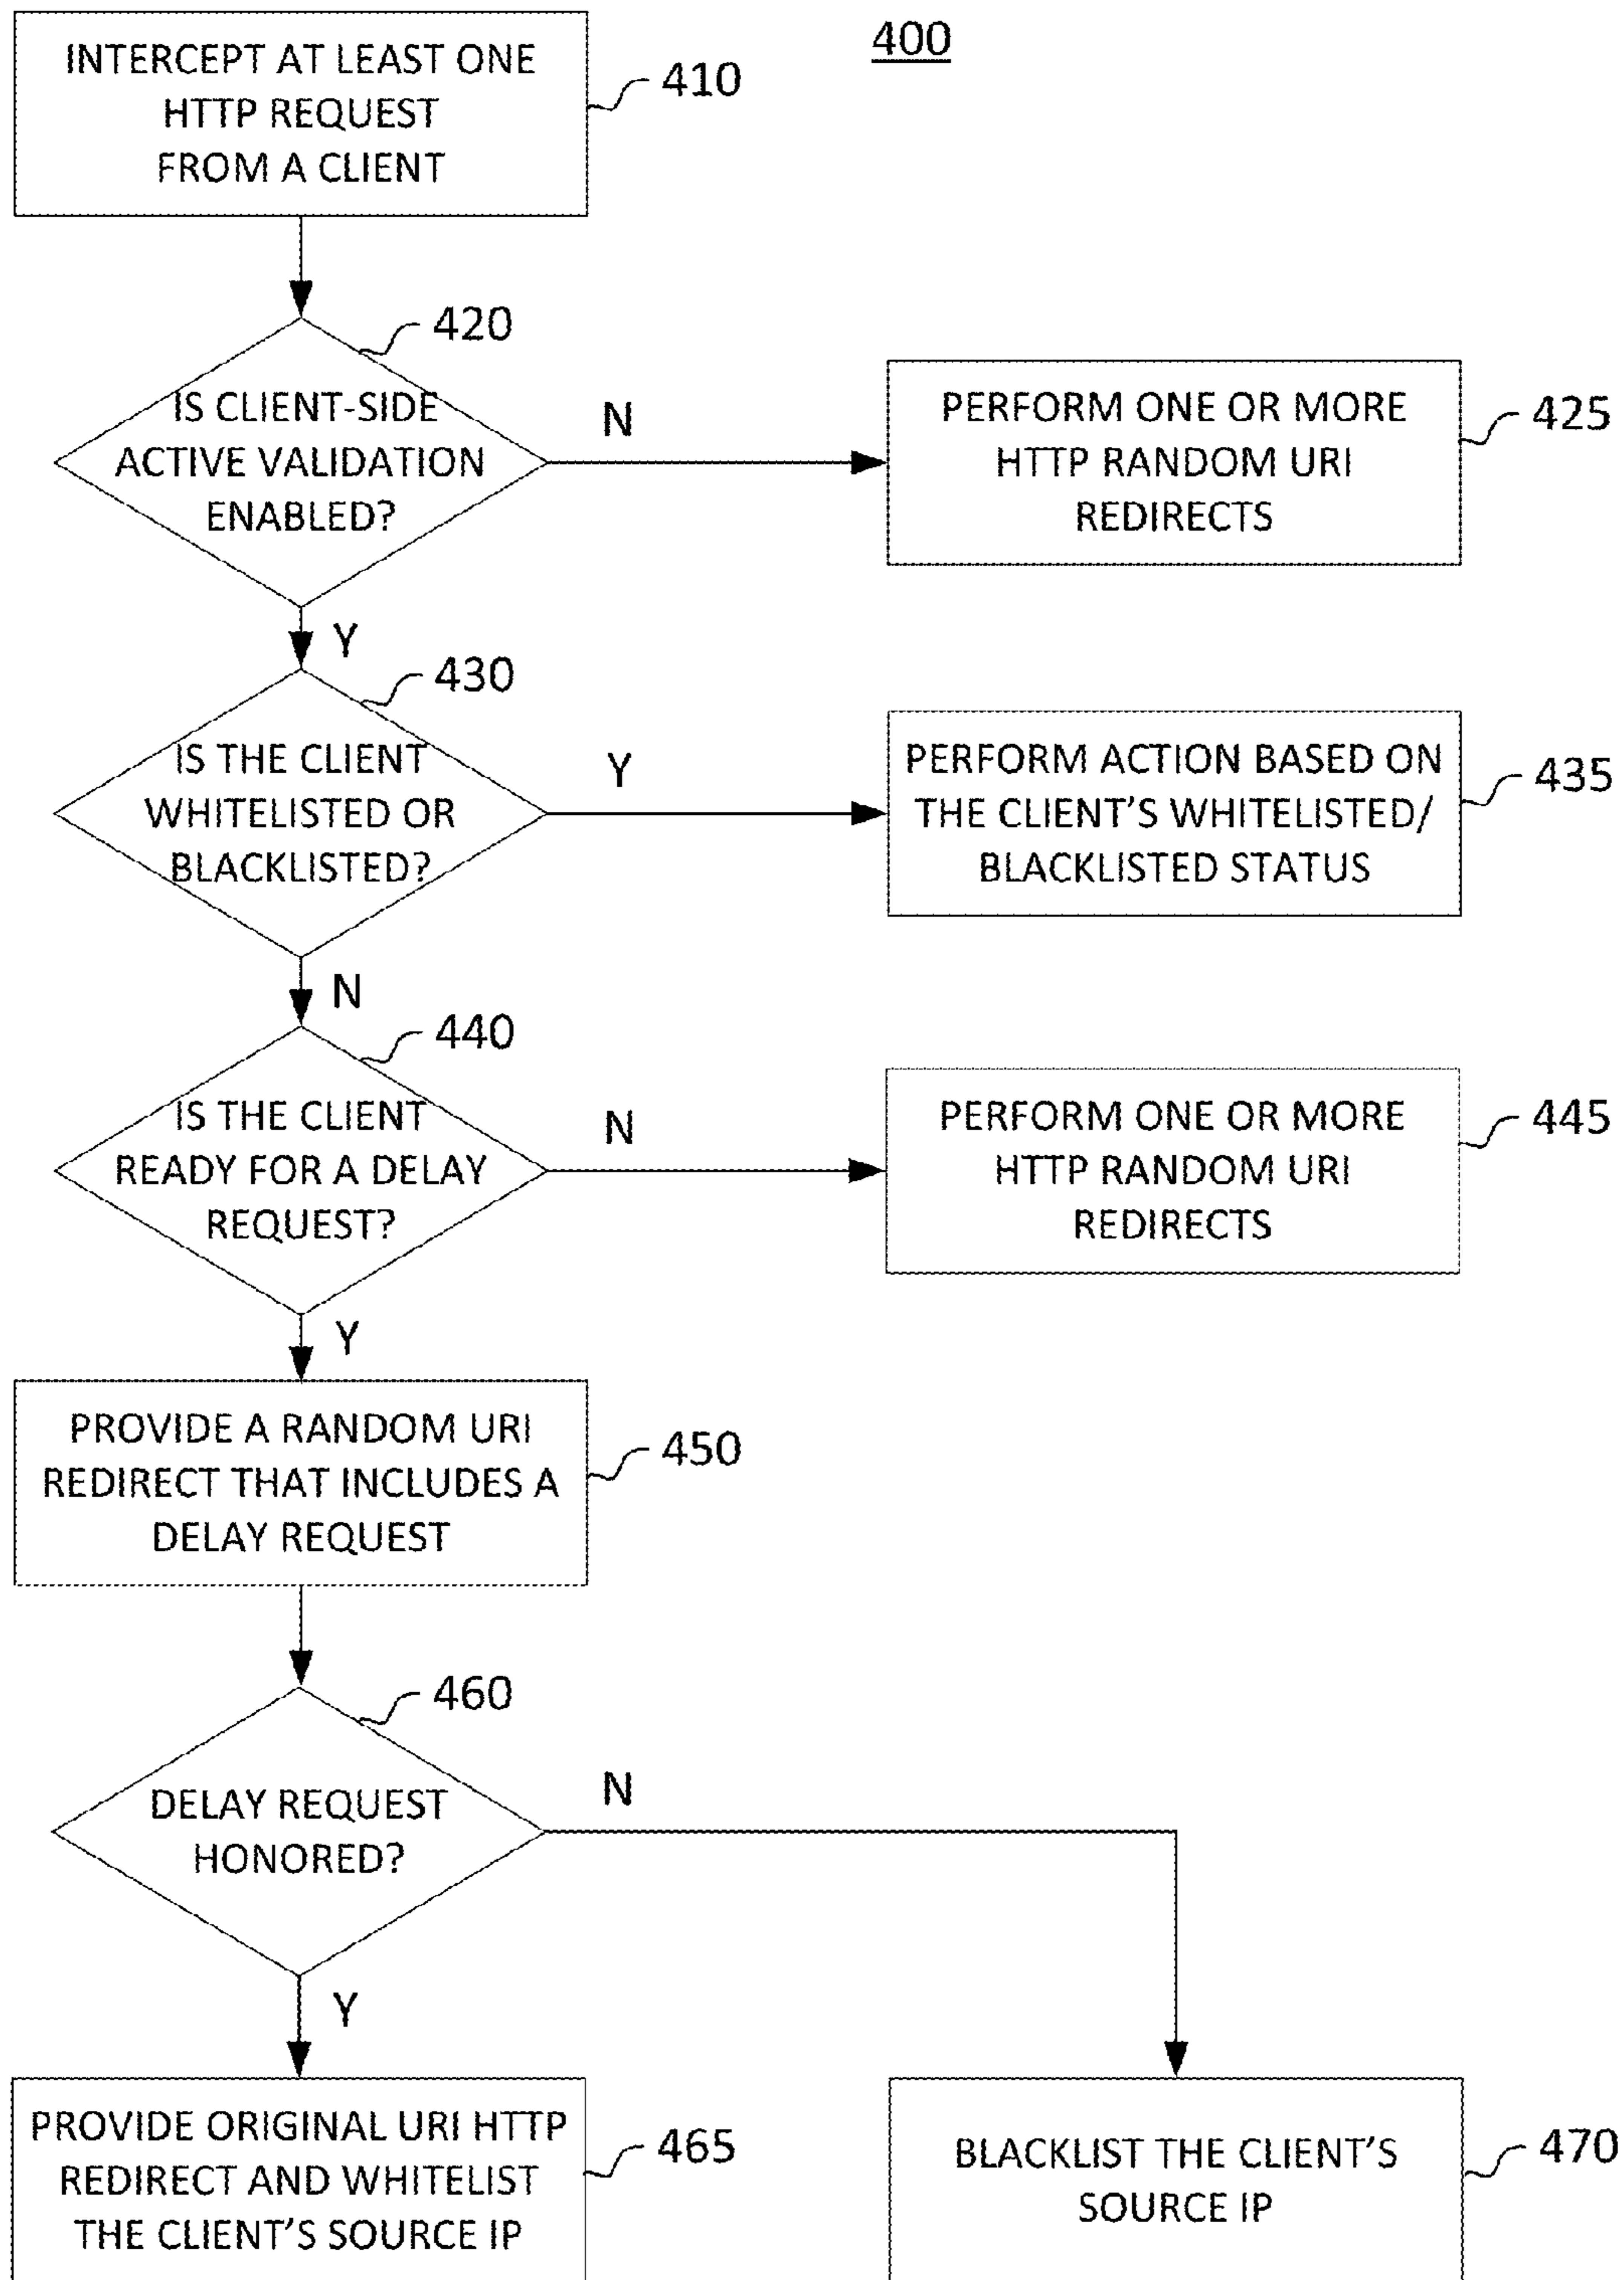 400
INTERCEPT AT LEAST ONE
HTTP REQUEST
FROM A CLIENT
410
420
IS CLIENT-SIDE
ACTIVE VALIDATION
ENABLED?
N
PERFORM ONE OR MORE
HTTP RANDOM URI
REDIRECTS
425
Y
430
IS THE CLIENT
WHITELISTED OR
BLACKLISTED?
Y
PERFORM ACTION BASED ON
THE CLIENT'S WHITELISTED/
BLACKLISTED STATUS
435
N
440
IS THE CLIENT
READY FOR A DELAY
REQUEST?
N
PERFORM ONE OR MORE
HTTP RANDOM URI
REDIRECTS
445
Y
PROVIDE A RANDOM URI
REDIRECT THAT INCLUDES A
DELAY REQUEST
450
460
DELAY REQUEST
HONORED?
N
Y
PROVIDE ORIGINAL URI HTTP
REDIRECT AND WHITELIST
THE CLIENT'S SOURCE IP
465
BLACKLIST THE CLIENT'S
SOURCE IP
470